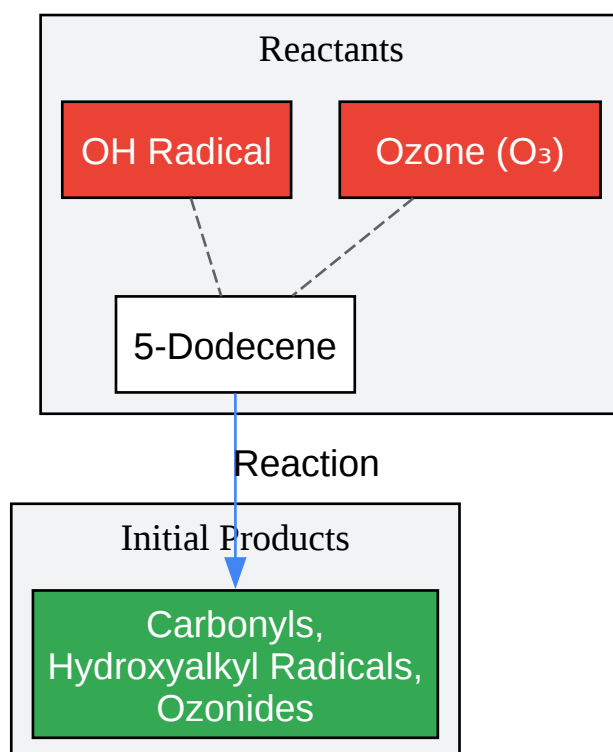 Reactants
OH Radical
Ozone (O₃)
5-Dodecene
Reaction
Initial Products
Carbonyls,
Hydroxyalkyl Radicals,
Ozonides